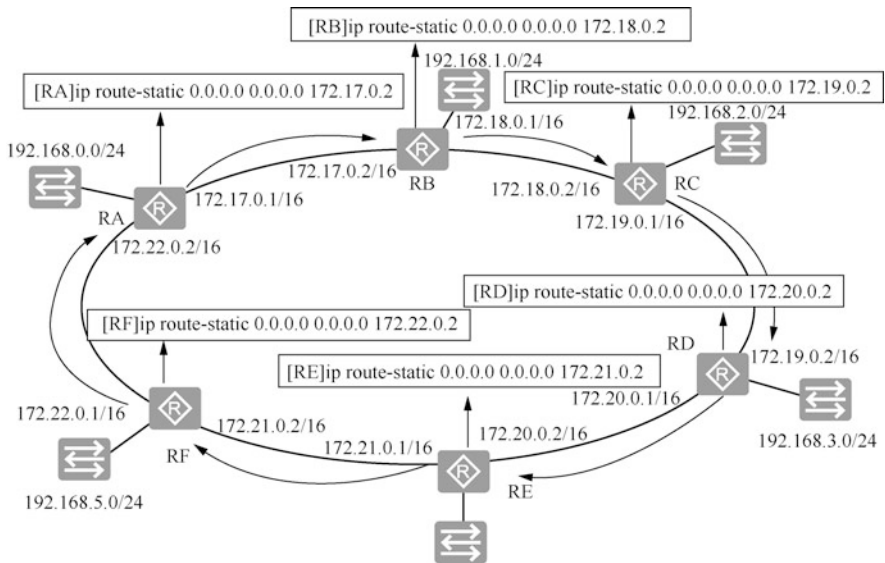 [RB]ip route-static 0.0.0.0 0.0.0.0 172.18.0.2
192.168.1.0/24
[RA]ip route-static 0.0.0.0 0.0.0.0 172.17.0.2
[RC]ip route-static 0.0.0.0 0.0.0.0 172.19.0.2
192.168.2.0/24
172.18.0.1/16
192.168.0.0/24
R
172.17.0.2/16
RB
172.18.0.2/16
R
RC
RA
R
172.17.0.1/16
172.19.0.1/16
172.22.0.2/16
[RD]ip route-static 0.0.0.0 0.0.0.0 172.20.0.2
[RF]ip route-static 0.0.0.0 0.0.0.0 172.22.0.2
RD
172.19.0.2/16
[RE]ip route-static 0.0.0.0 0.0.0.0 172.21.0.2
R
172.20.0.1/16
172.22.0.1/16
R
172.21.0.2/16
172.20.0.2/16
192.168.3.0/24
172.21.0.1/16
RF
R
RE
192.168.5.0/24